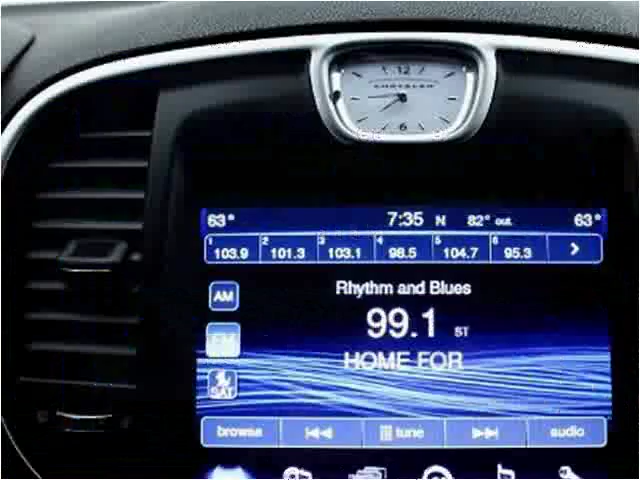 12
CHRYSLER
6
63° 7:35 N 82° out 63°
1 103.9 2 101.3 3 103.1 4 98.5 5 104.7 6 95.3 >
Rhythm and Blues
AM
99.1 ST
FM
HOME FOR
SAT
browse tune audio